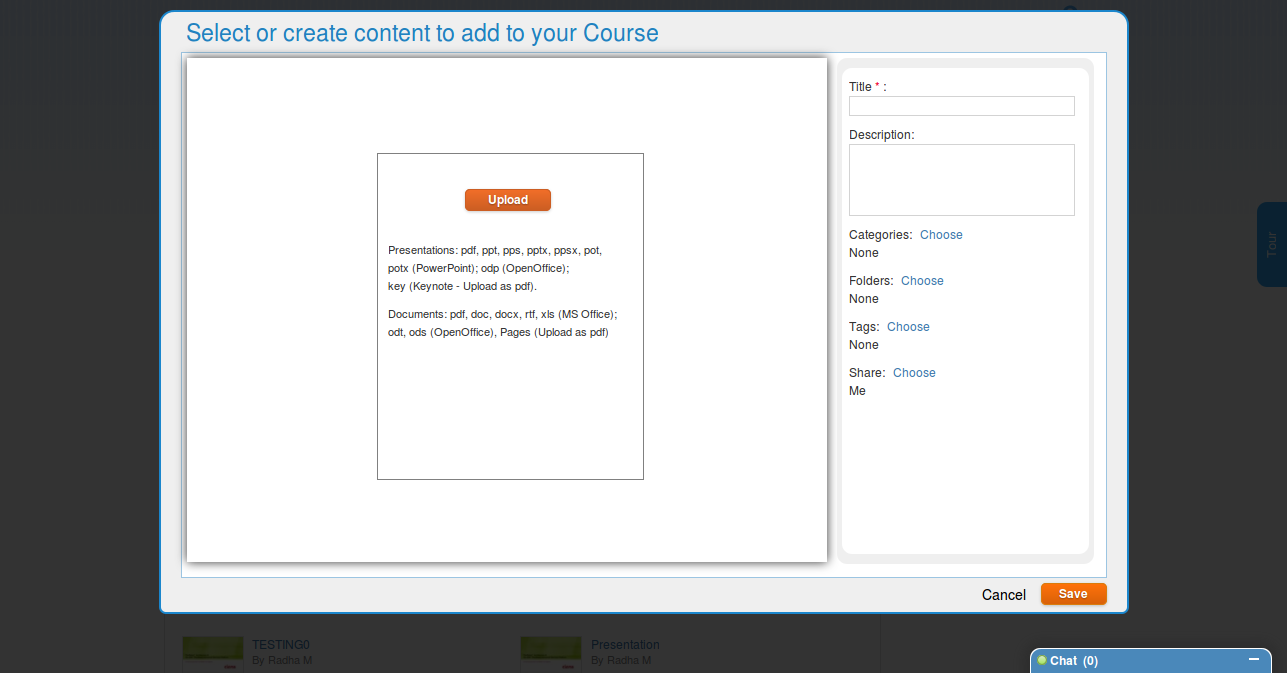 Select or create content to add to your Course
Upload
Presentations: pdf, ppt, pps, pptx, ppsx, pot,
potx (PowerPoint); odp (OpenOffice);
key (Keynote - Upload as pdf).
Documents: pdf, doc, docx, rtf, xls (MS Office);
odt, ods (OpenOffice), Pages (Upload as pdf)
Title * :
Description:
Categories: Choose
None
Folders: Choose
None
Tags: Choose
None
Share: Choose
Me
Cancel
Save
Tour
TESTING0
By Radha M
Presentation
By Radha M
Chat (0)